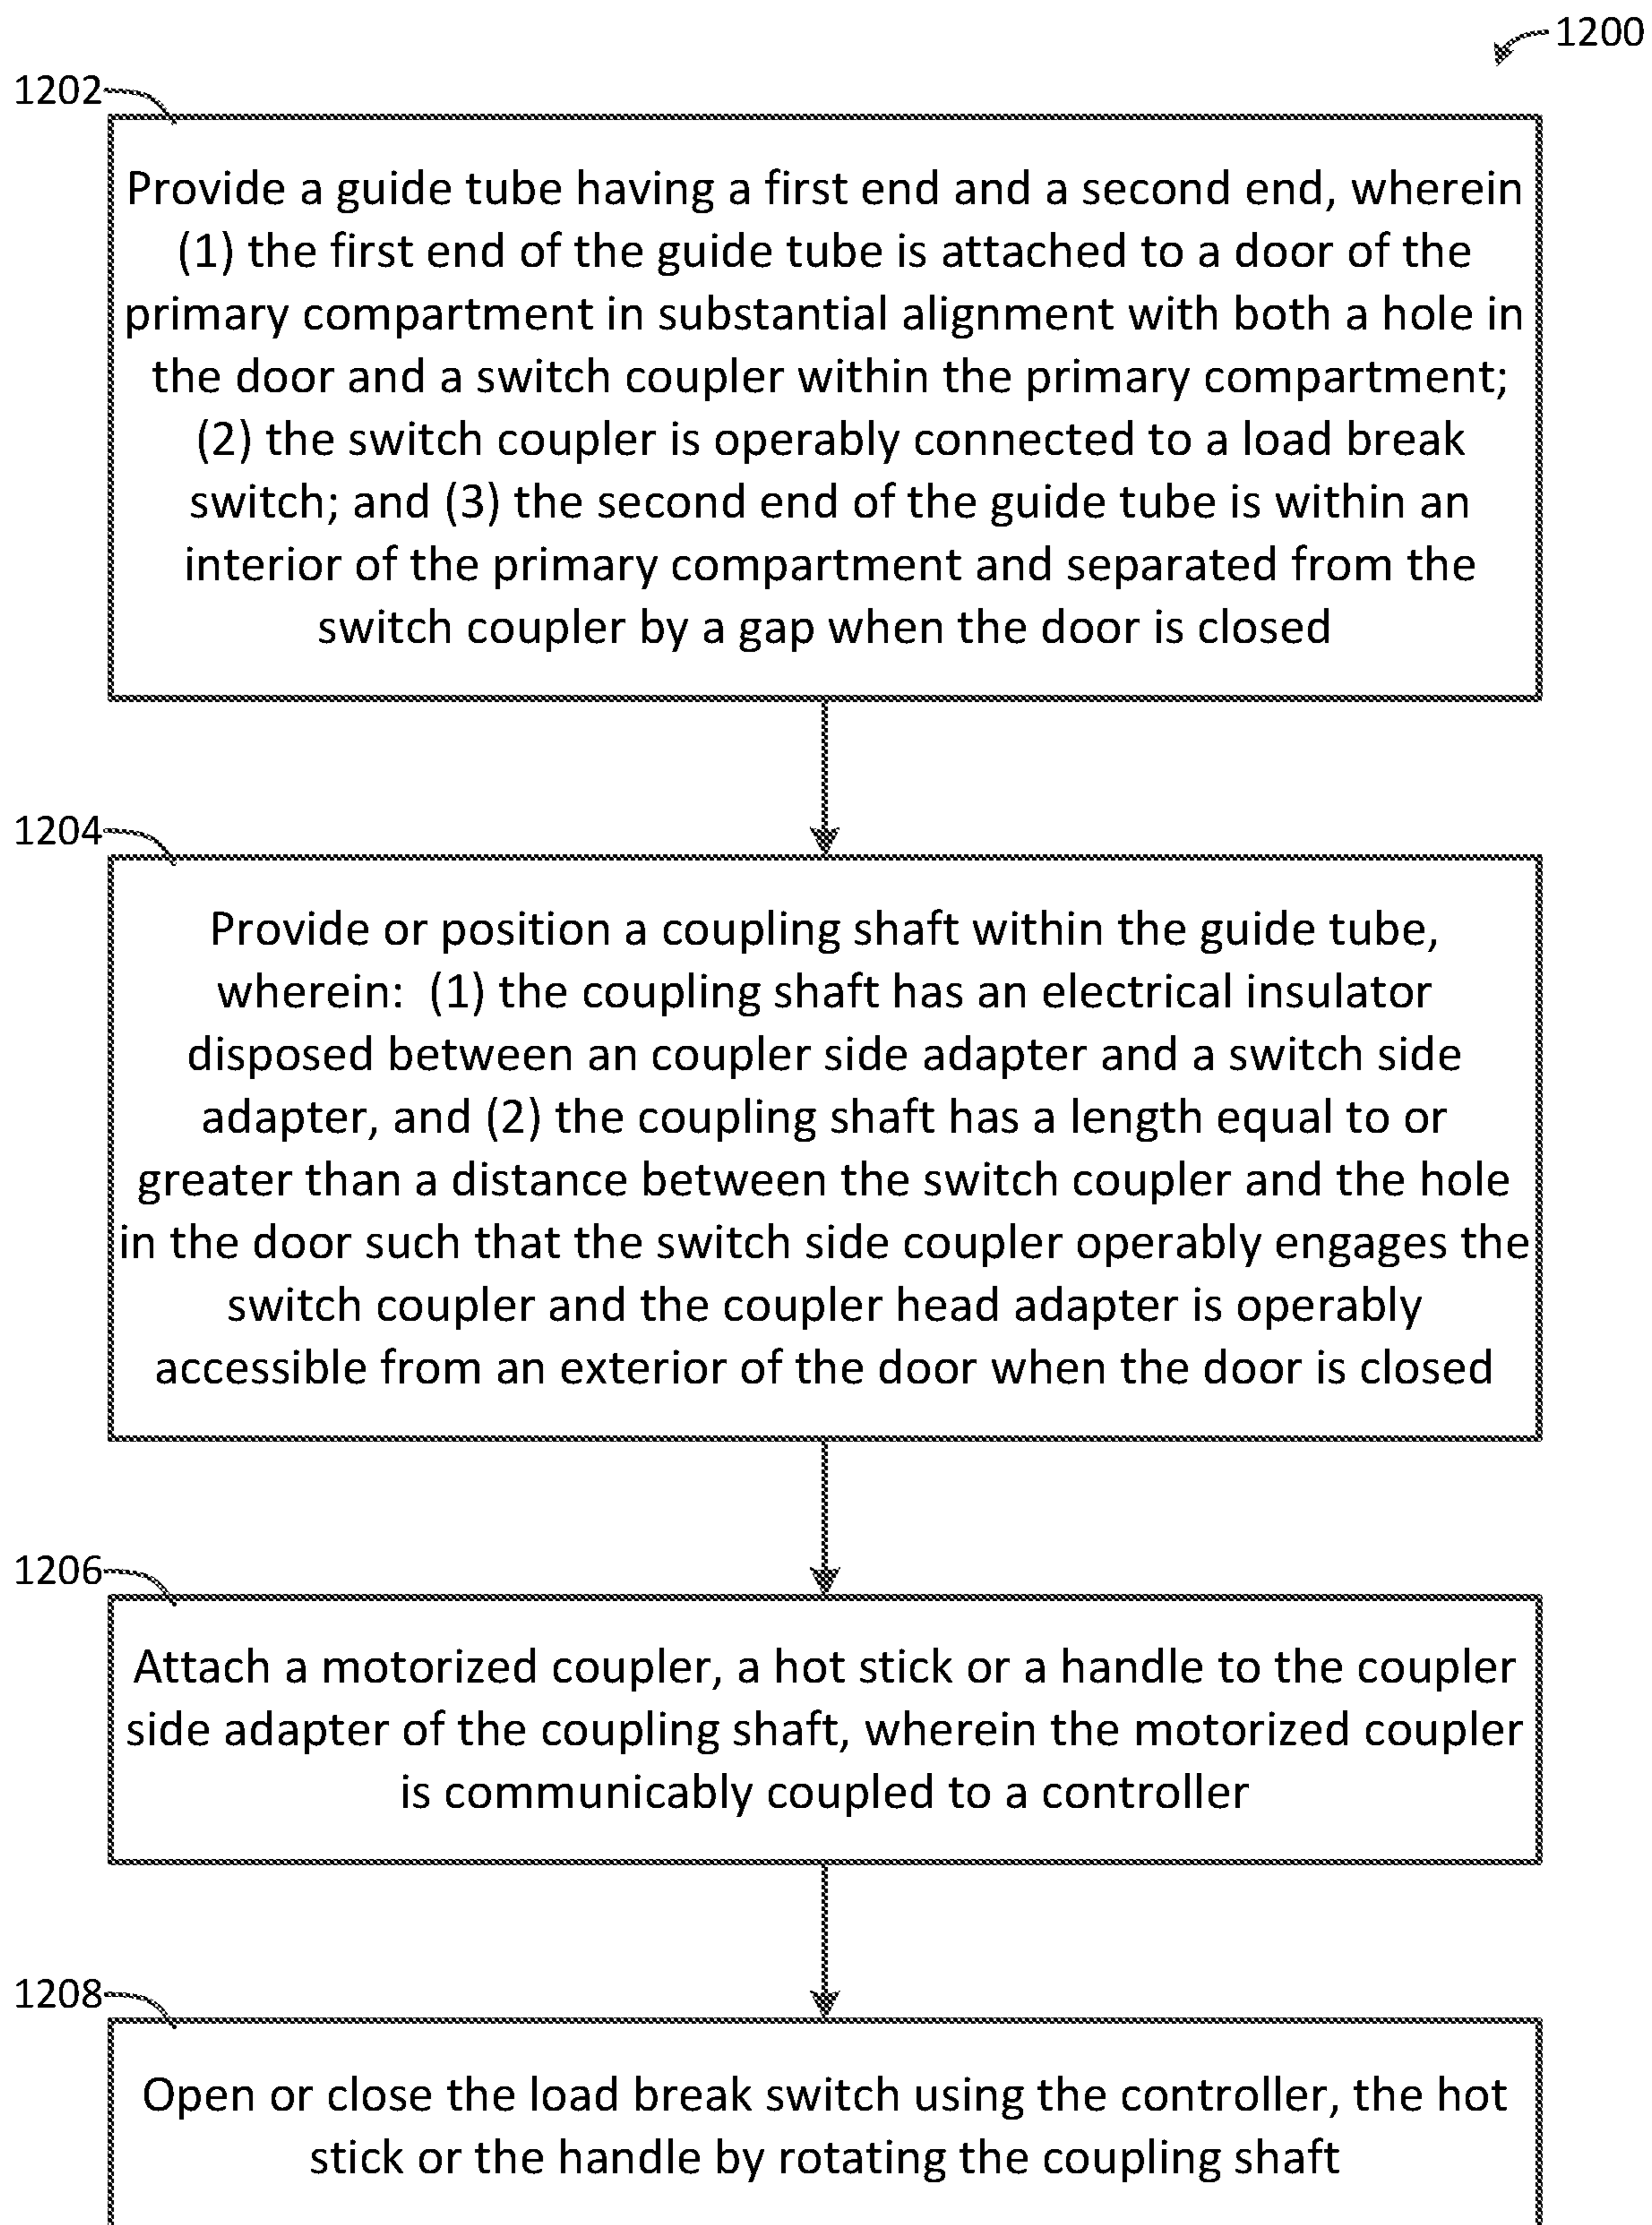 1200
1202
Provide a guide tube having a first end and a second end, wherein
(1) the first end of the guide tube is attached to a door of the
primary compartment in substantial alignment with both a hole in
the door and a switch coupler within the primary compartment;
(2) the switch coupler is operably connected to a load break
switch; and (3) the second end of the guide tube is within an
interior of the primary compartment and separated from the
switch coupler by a gap when the door is closed
1204
Provide or position a coupling shaft within the guide tube,
wherein: (1) the coupling shaft has an electrical insulator
disposed between an coupler side adapter and a switch side
adapter, and (2) the coupling shaft has a length equal to or
greater than a distance between the switch coupler and the hole
in the door such that the switch side coupler operably engages the
switch coupler and the coupler head adapter is operably
accessible from an exterior of the door when the door is closed
1206
Attach a motorized coupler, a hot stick or a handle to the coupler
side adapter of the coupling shaft, wherein the motorized coupler
is communicably coupled to a controller
1208
Open or close the load break switch using the controller, the hot
stick or the handle by rotating the coupling shaft